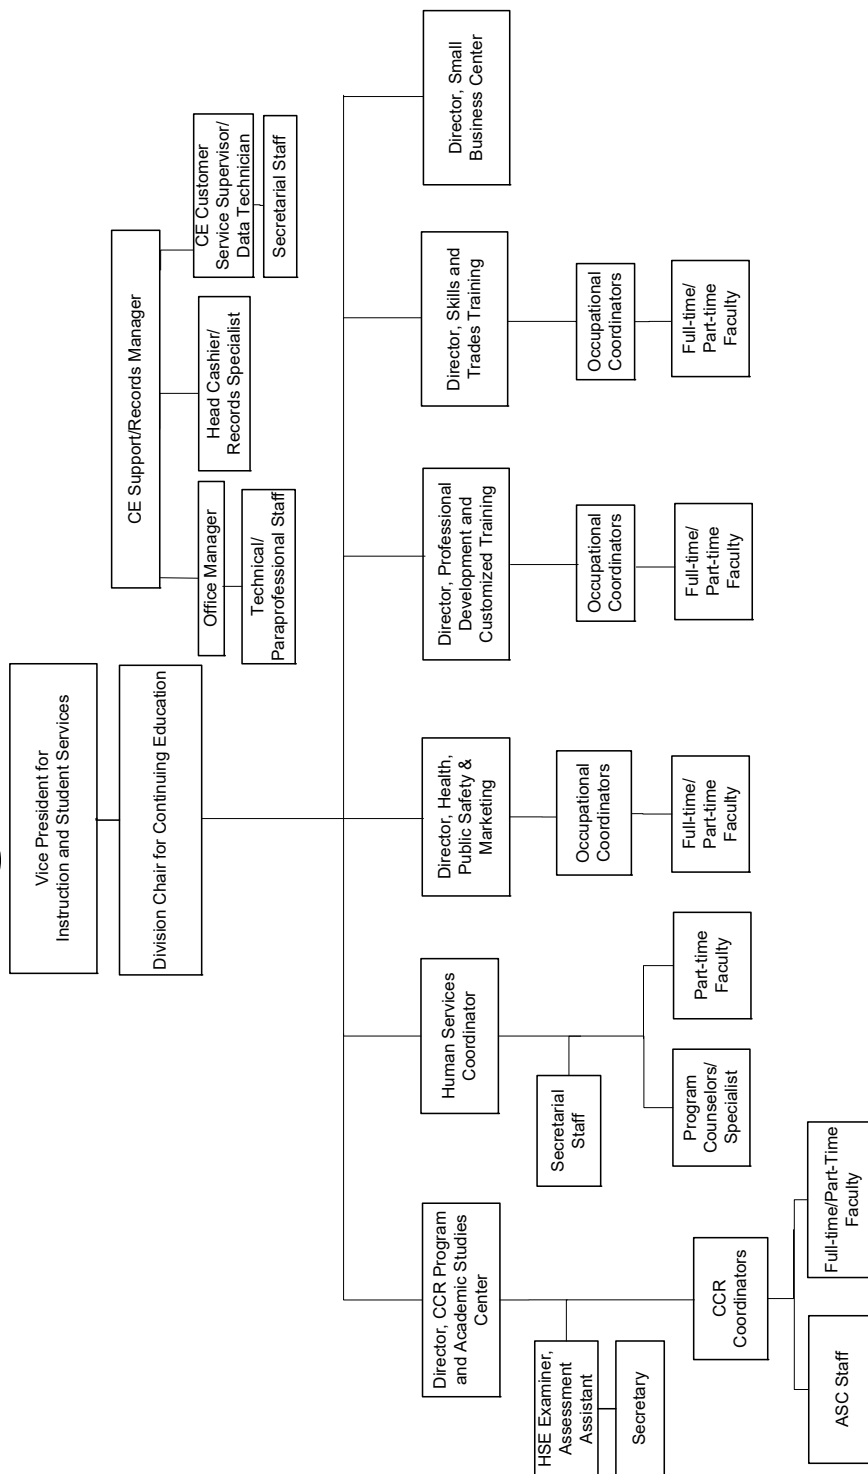 Vice President for
Instruction and Student Services
Division Chair for Continuing Education
CE Support/Records Manager
Office Manager
Technical/
Paraprofessional Staff
Head Cashier/
Records Specialist
CE Customer
Service Supervisor/
Data Technician
Secretarial Staff
Director, CCR Program
and Academic Studies
Center
HSE Examiner,
Assessment
Assistant
Secretary
CCR
Coordinators
ASC Staff
Full-time/Part-Time
Faculty
Human Services
Coordinator
Secretarial
Staff
Program
Counselors/
Specialist
Part-time
Faculty
Director, Health,
Public Safety &
Marketing
Occupational
Coordinators
Full-time/
Part-time
Faculty
Director, Professional
Development and
Customized Training
Occupational
Coordinators
Full-time/
Part-time
Faculty
Director, Skills and
Trades Training
Occupational
Coordinators
Full-time/
Part-time
Faculty
Director, Small
Business Center